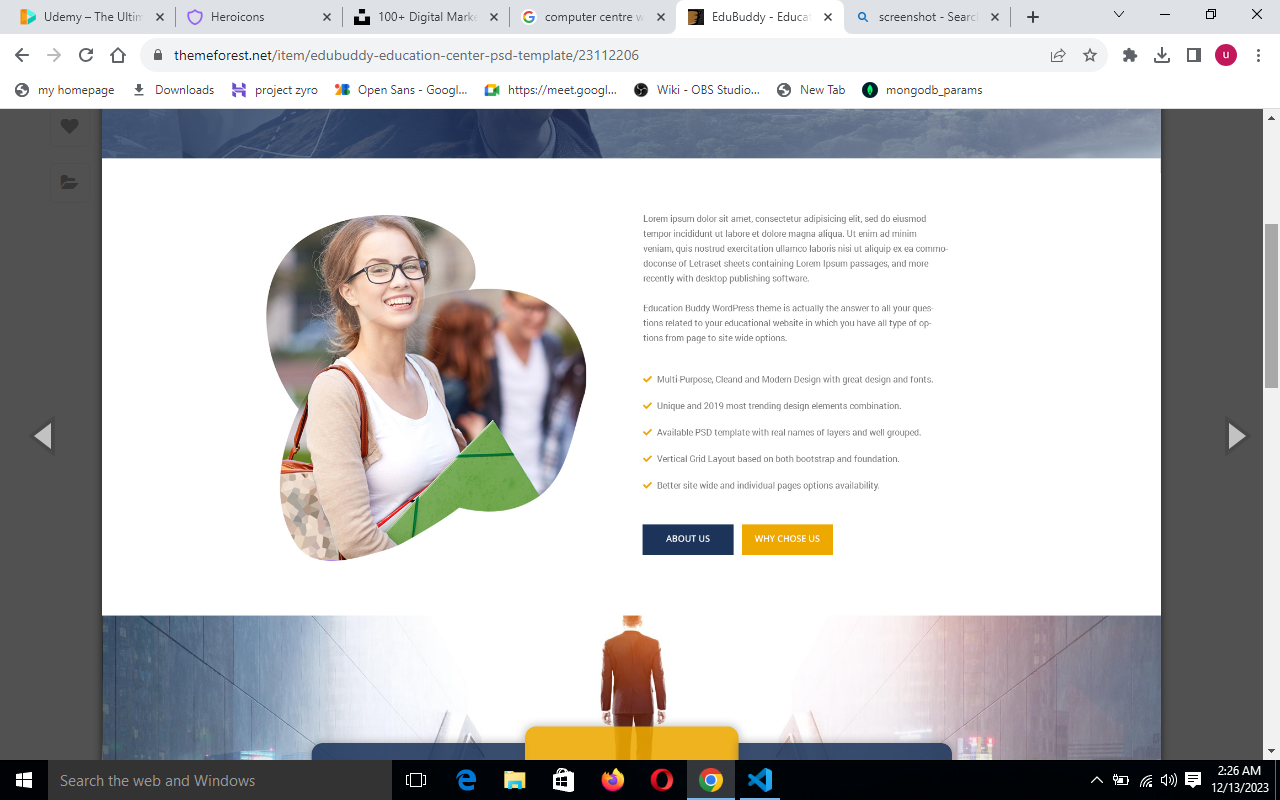 Udemy – The Ultim
Heroicons
100+ Digital Marke
computer centre w
EduBuddy - Educat
screenshot - Searc
themeforest.net/item/edubuddy-education-center-psd-template/23112206
u
my homepage
Downloads
project zyro
Open Sans - Googl...
https://meet.googl...
Wiki - OBS Studio...
New Tab
mongodb_params
Lorem ipsum dolor sit amet, consectetur adipisicing elit, sed do eiusmod
tempor incididunt ut labore et dolore magna aliqua. Ut enim ad minim
veniam, quis nostrud exercitation ullamco laboris nisi ut aliquip ex ea commo-
doconse of Letraset sheets containing Lorem Ipsum passages, and more
recently with desktop publishing software.
Education Buddy WordPress theme is actually the answer to all your ques-
tions related to your educational website in which you have all type of op-
tions from page to site wide options.
Multi Purpose, Cleand and Modern Design with great design and fonts.
Unique and 2019 most trending design elements combination.
Available PSD template with real names of layers and well grouped.
Vertical Grid Layout based on both bootstrap and foundation.
Better site wide and individual pages options availability.
ABOUT US
WHY CHOSE US
Search the web and Windows
2:26 AM
12/13/2023